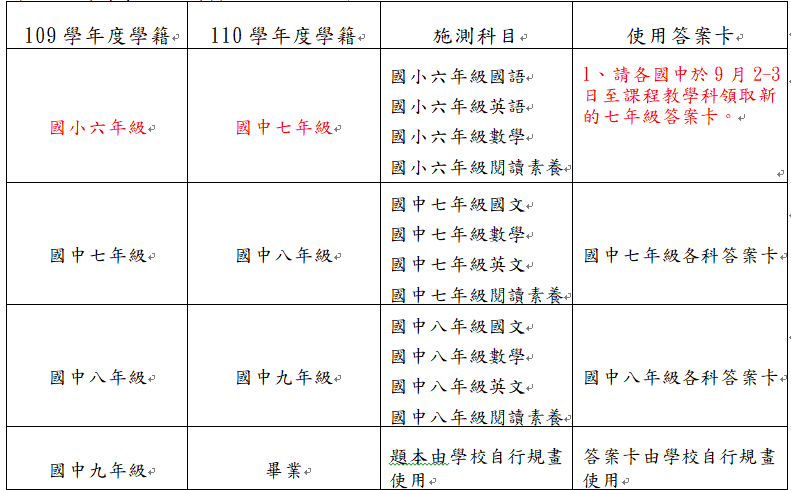 109 學年度學籍
110 學年度學籍
施測科目
使用答案卡
國小六年級
國中七年級
國小六年級國語
國小六年級英語
國小六年級數學
國小六年級閱讀素養
1、請各國中於 9 月 2-3
日至課程教學科領取新
的七年級答案卡。
國中七年級
國中八年級
國中七年級國文
國中七年級數學
國中七年級英文
國中七年級閱讀素養
國中七年級各科答案卡
國中八年級
國中九年級
國中八年級國文
國中八年級數學
國中八年級英文
國中八年級閱讀素養
國中八年級各科答案卡
國中九年級
畢業
題本由學校自行規畫
使用
答案卡由學校自行規畫
使用